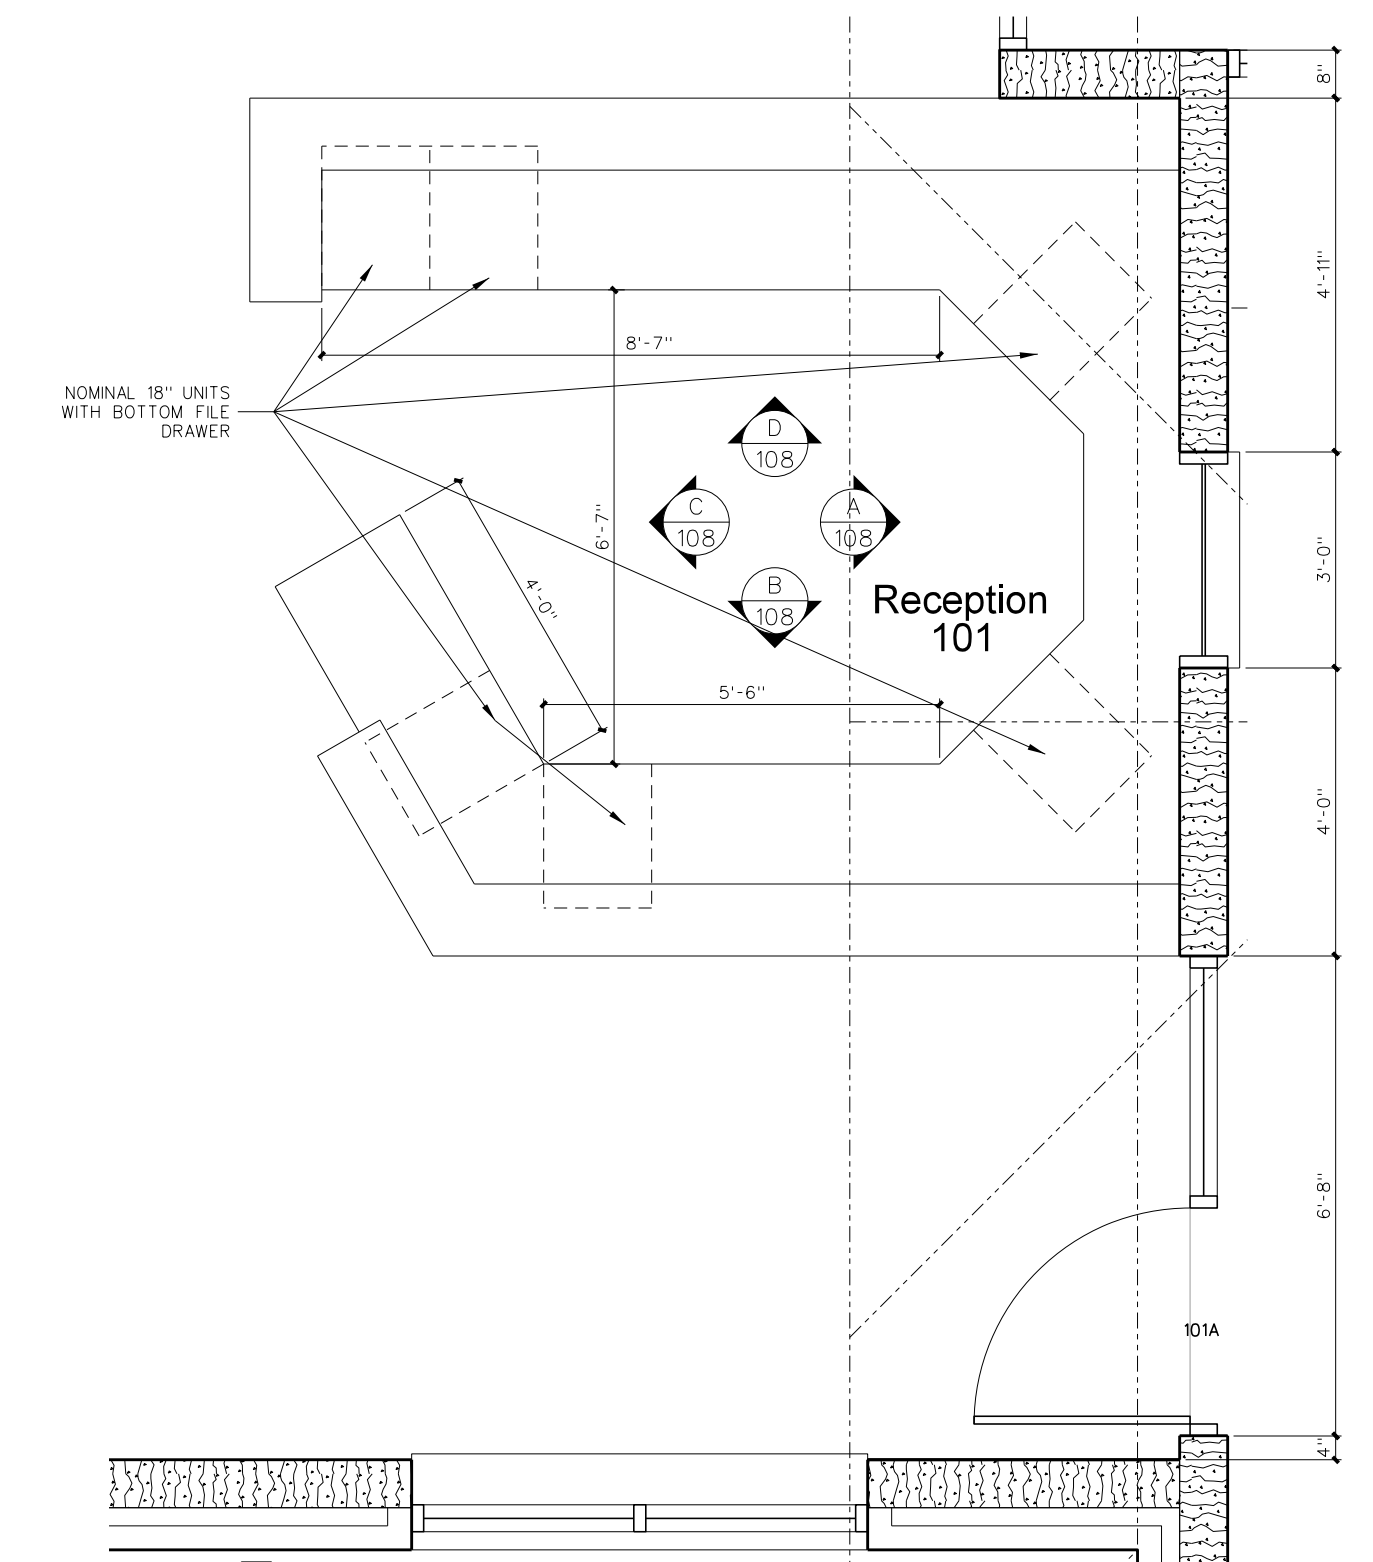 8"
4'-11"
8'-7"
NOMINAL 18" UNITS
WITH BOTTOM FILE
DRAWER
D
108
C
108
A
108
6'-7"
3'-0"
4'-0"
B
108
Reception
101
5'-6"
4'-0"
6'-8"
101A
4"